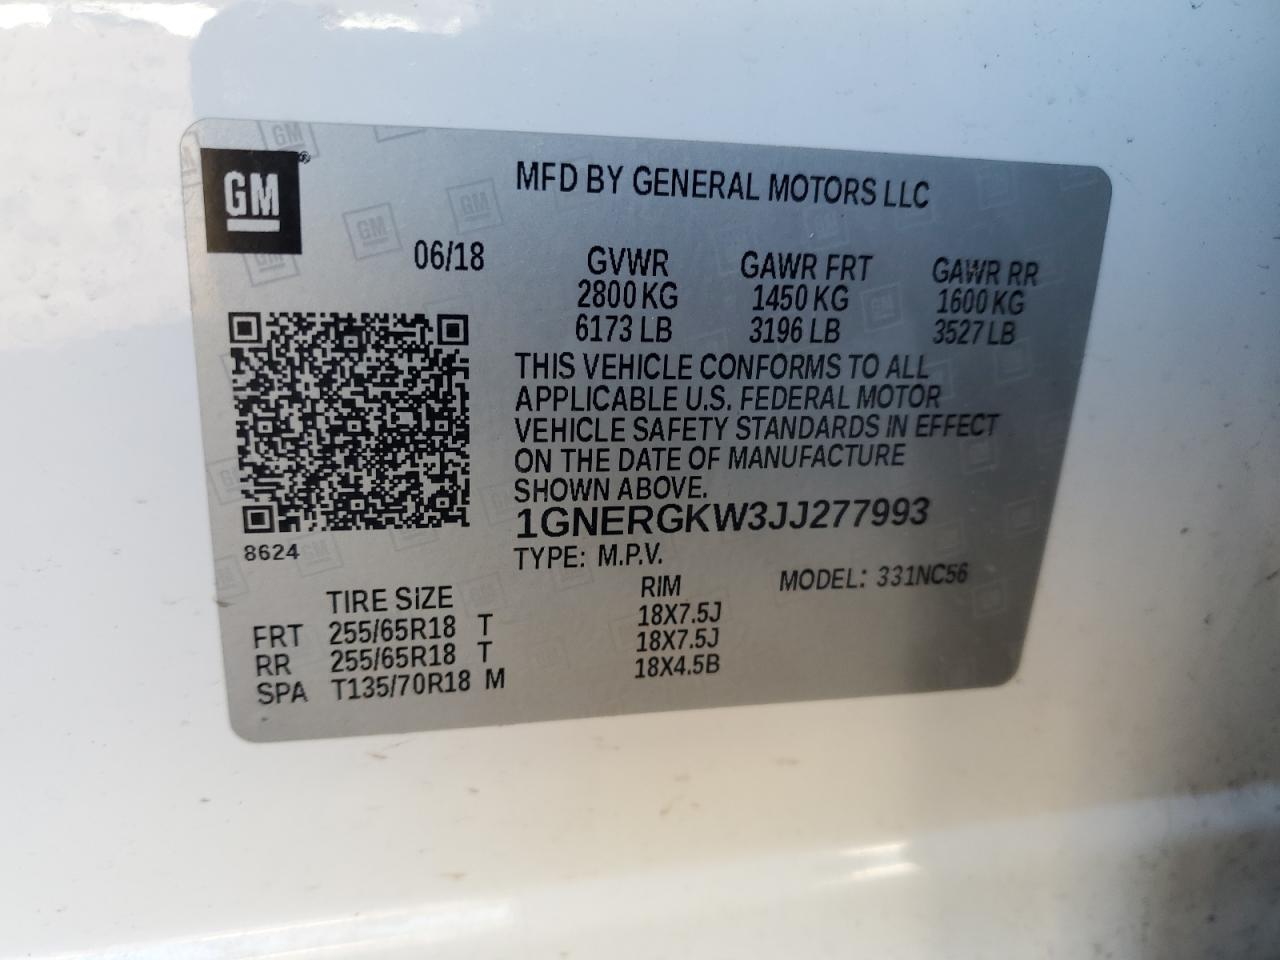 GM®
MFD BY GENERAL MOTORS LLC
06/18
GVWR GAWR FRT GAWR RR
2800 KG 1450 KG 1600 KG
6173 LB 3196 LB 3527 LB
THIS VEHICLE CONFORMS TO ALL
APPLICABLE U.S. FEDERAL MOTOR
VEHICLE SAFETY STANDARDS IN EFFECT
ON THE DATE OF MANUFACTURE
SHOWN ABOVE.
1GNERGKW3JJ277993
8624
TYPE: M.P.V. MODEL: 331NC56
TIRE SIZE RIM
FRT 255/65R18 T 18X7.5J
RR 255/65R18 T 18X7.5J
SPA T135/70R18 M 18X4.5B